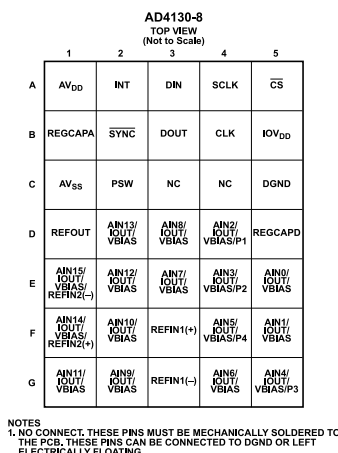 AD4130-8
TOP VIEW
(Not to Scale)
1 2 3 4 5
A AVDD INT DIN SCLK CS
B REGCAPA SYNC DOUT CLK IOVDD
C AVSS PSW NC NC DGND
D REFOUT AIN13/IOUT/VBIAS AIN8/IOUT/VBIAS AIN2/IOUT/VBIAS/P1 REGCAPD
E AIN15/IOUT/VBIAS/REFIN2(–) AIN12/IOUT/VBIAS AIN7/IOUT/VBIAS AIN3/IOUT/VBIAS/P2 AIN0/IOUT/VBIAS
F AIN14/IOUT/VBIAS/REFIN2(+) AIN10/IOUT/VBIAS REFIN1(+) AIN5/IOUT/VBIAS/P4 AIN1/IOUT/VBIAS
G AIN11/IOUT/VBIAS AIN9/IOUT/VBIAS REFIN1(–) AIN6/IOUT/VBIAS AIN4/IOUT/VBIAS/P3
NOTES
1. NO CONNECT. THESE PINS MUST BE MECHANICALLY SOLDERED TO
THE PCB. THESE PINS CAN BE CONNECTED TO DGND OR LEFT
ELECTRICALLY FLOATING.